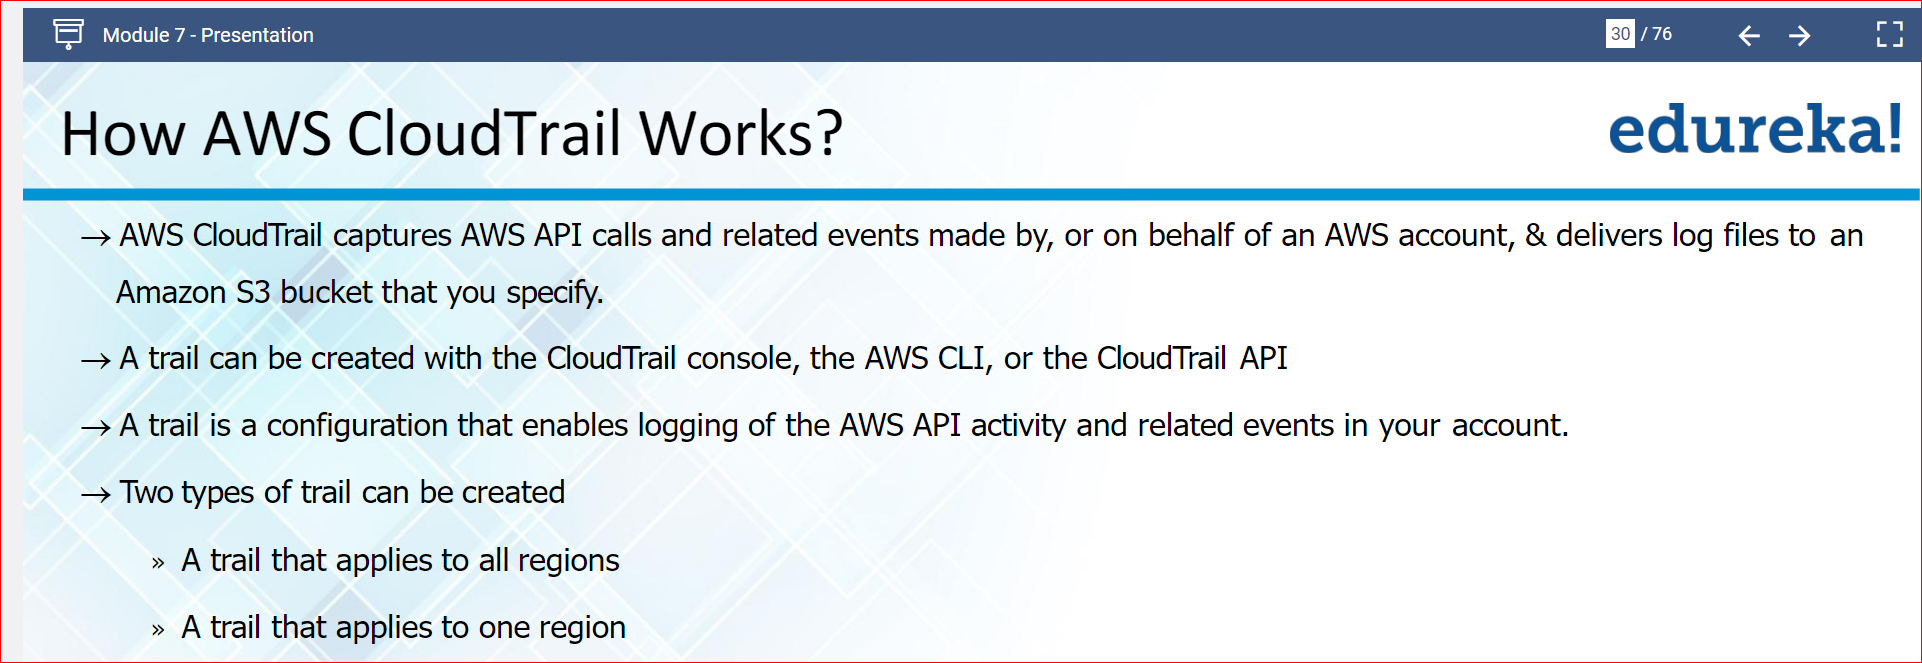 Module 7 - Presentation
30 / 76
How AWS CloudTrail Works?
edureka!
→ AWS CloudTrail captures AWS API calls and related events made by, or on behalf of an AWS account, & delivers log files to an
Amazon S3 bucket that you specify.
→ A trail can be created with the CloudTrail console, the AWS CLI, or the CloudTrail API
→ A trail is a configuration that enables logging of the AWS API activity and related events in your account.
→ Two types of trail can be created
» A trail that applies to all regions
» A trail that applies to one region